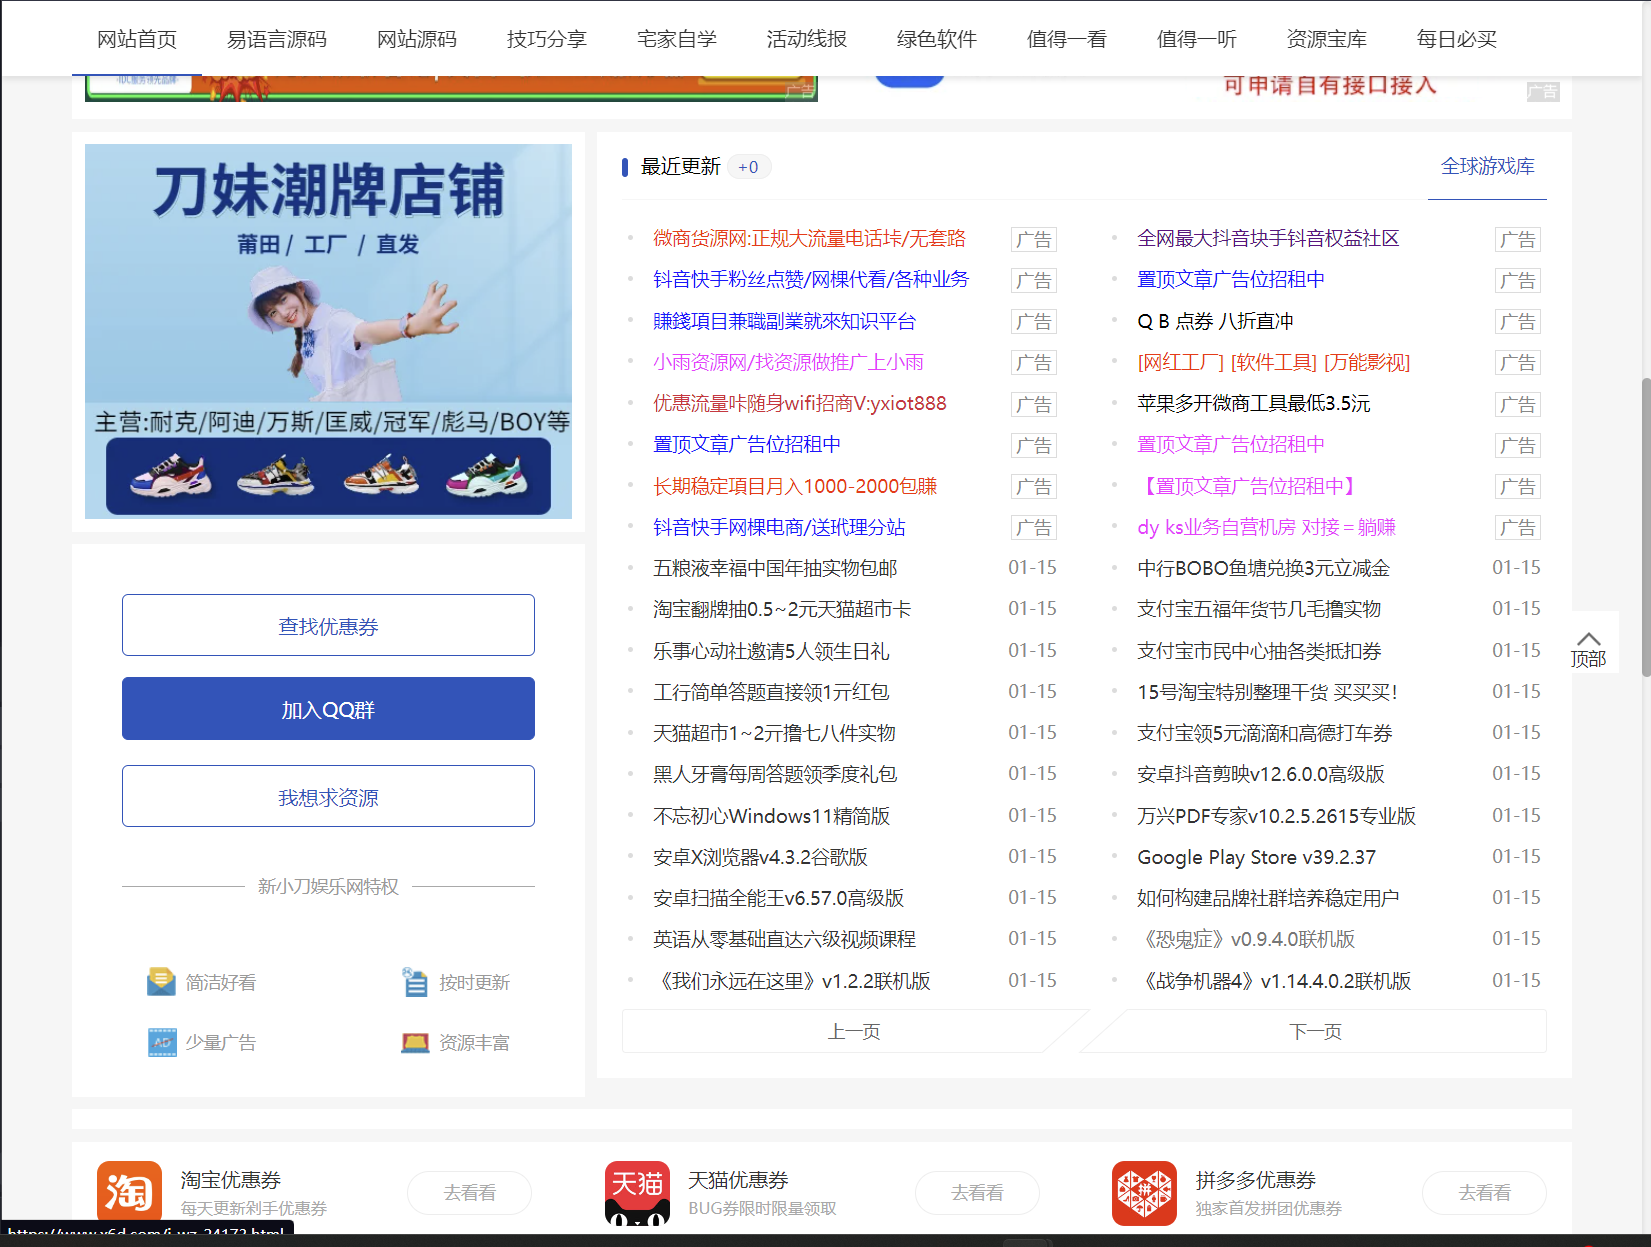 网站首页 易语言源码 网站源码 技巧分享 宅家自学 活动线报 绿色软件 值得一看 值得一听 资源宝库 每日必买
IDC服务领先品牌
广告
可申请自有接口接入
广告
刀妹潮牌店铺
莆田 / 工厂 / 直发
主营:耐克/阿迪/万斯/匡威/冠军/彪马/BOY等
查找优惠券
加入QQ群
我想求资源
新小刀娱乐网特权
简洁好看 按时更新
少量广告 资源丰富
最近更新 +0 全球游戏库
微商货源网:正规大流量电话垰/无套路 广告
全网最大抖音块手钭音权益社区 广告
钭音快手粉丝点赞/网棵代看/各种业务 广告
置顶文章广告位招租中 广告
賺錢項目兼職副業就來知识平台 广告
Q B 点券 八折直冲 广告
小雨资源网/找资源做推广上小雨 广告
[网红工厂] [软件工具] [万能影视] 广告
优惠流量咔随身wifi招商V:yxiot888 广告
苹果多开微商工具最低3.5沅 广告
置顶文章广告位招租中 广告
置顶文章广告位招租中 广告
长期稳定項目月入1000-2000包賺 广告
【置顶文章广告位招租中】 广告
钭音快手网棵电商/送玳理分站 广告
dy ks业务自营机房 对接＝躺赚 广告
五粮液幸福中国年抽实物包邮 01-15
中行BOBO鱼塘兑换3元立减金 01-15
淘宝翻牌抽0.5~2元天猫超市卡 01-15
支付宝五福年货节几毛撸实物 01-15
乐事心动社邀请5人领生日礼 01-15
支付宝市民中心抽各类抵扣券 01-15
工行简单答题直接领1亓红包 01-15
15号淘宝特别整理干货 买买买！ 01-15
天猫超市1~2亓撸七八件实物 01-15
支付宝领5元滴滴和高德打车券 01-15
黑人牙膏每周答题领季度礼包 01-15
安卓抖音剪映v12.6.0.0高级版 01-15
不忘初心Windows11精简版 01-15
万兴PDF专家v10.2.5.2615专业版 01-15
安卓X浏览器v4.3.2谷歌版 01-15
Google Play Store v39.2.37 01-15
安卓扫描全能王v6.57.0高级版 01-15
如何构建品牌社群培养稳定用户 01-15
英语从零基础直达六级视频课程 01-15
《恐鬼症》v0.9.4.0联机版 01-15
《我们永远在这里》v1.2.2联机版 01-15
《战争机器4》v1.14.4.0.2联机版 01-15
上一页 下一页
顶部
淘 淘宝优惠券 去看看
每天更新剁手优惠券
天猫 天猫优惠券 去看看
BUG券限时限量领取
拼 拼多多优惠券 去看看
独家首发拼团优惠券
https://www.x6d.com/j-wz-24173.html